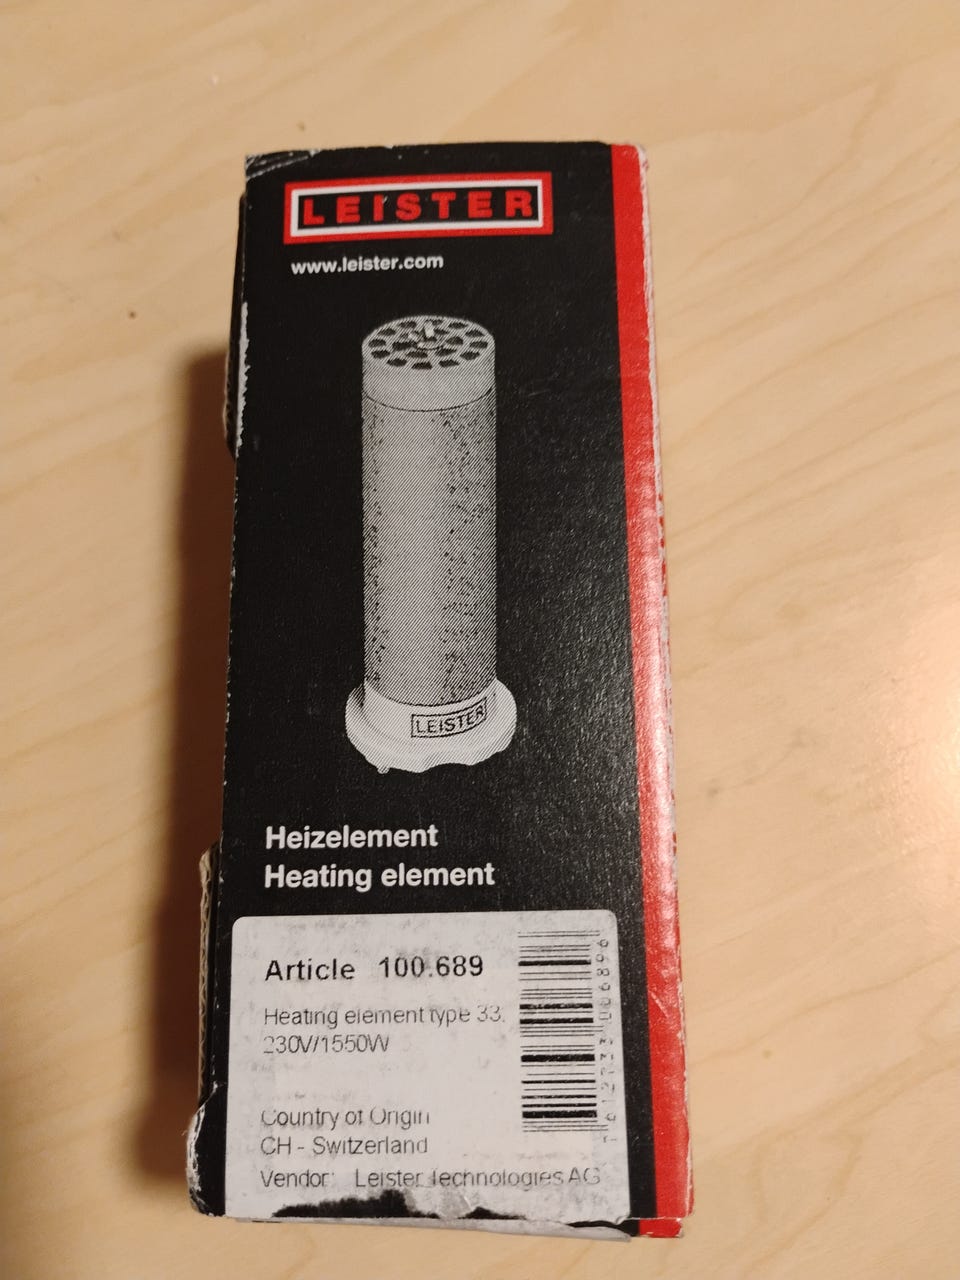 LEISTER
www.leister.com
LEISTER
Heizelement
Heating element
Article 100.689
Heating element type 33,
230V/1550W
Country of Origin
CH - Switzerland
Vendor: Leister Technologies AG